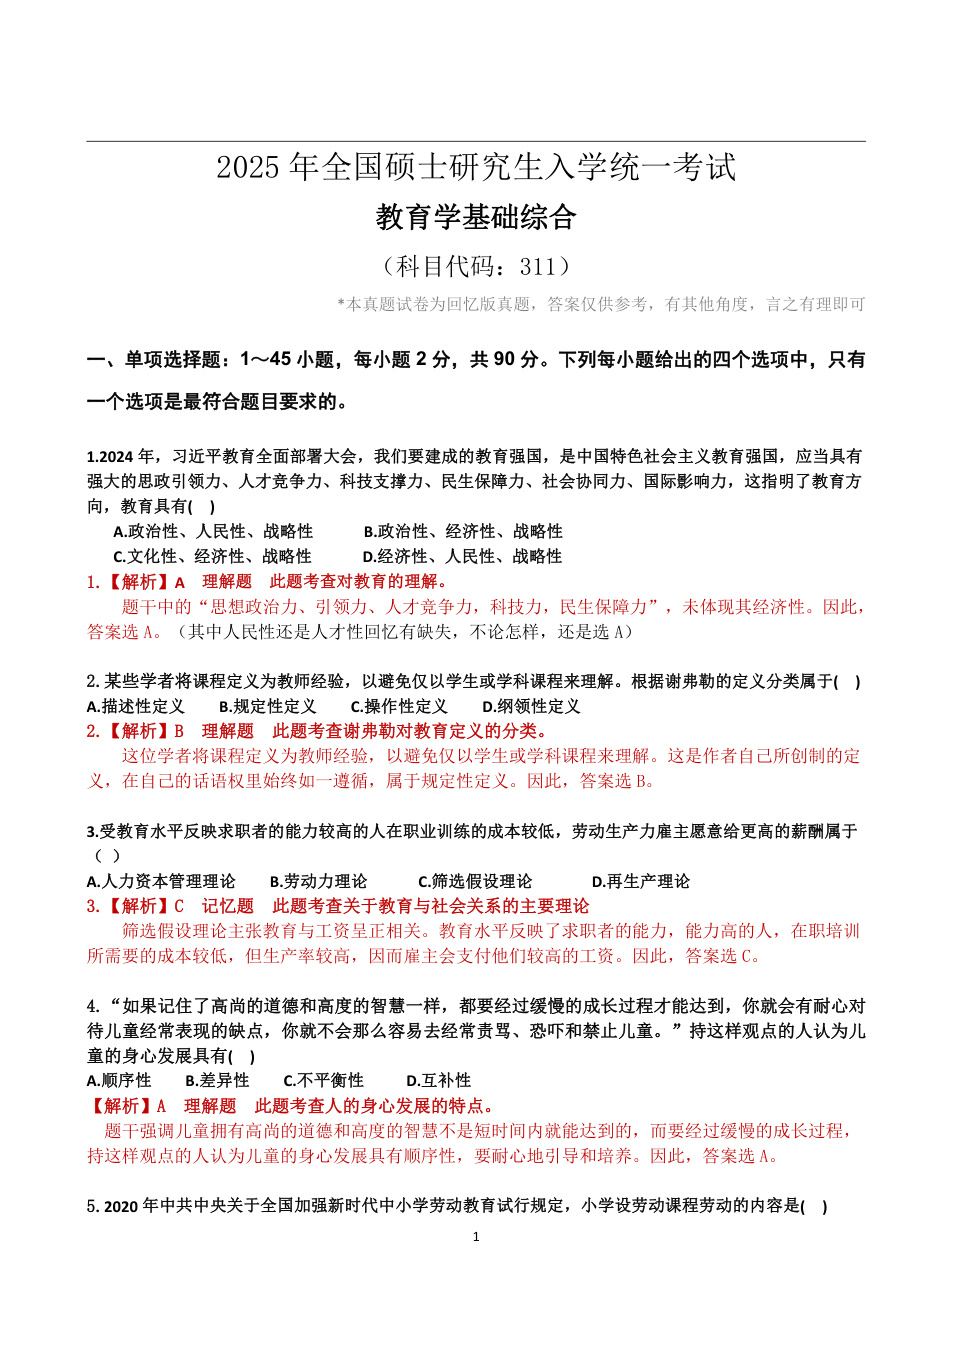 2025 年全国硕士研究生入学统一考试
教育学基础综合
（科目代码：311）
*本真题试卷为回忆版真题，答案仅供参考，有其他角度，言之有理即可
一、单项选择题：1～45 小题，每小题 2 分，共 90 分。下列每小题给出的四个选项中，只有
一个选项是最符合题目要求的。
1.2024 年，习近平教育全面部署大会，我们要建成的教育强国，是中国特色社会主义教育强国，应当具有
强大的思政引领力、人才竞争力、科技支撑力、民生保障力、社会协同力、国际影响力，这指明了教育方
向，教育具有(    )
A.政治性、人民性、战略性    B.政治性、经济性、战略性
C.文化性、经济性、战略性    D.经济性、人民性、战略性
1.【解析】A  理解题  此题考查对教育的理解。
题干中的“思想政治力、引领力、人才竞争力，科技力，民生保障力”，未体现其经济性。因此，
答案选 A。（其中人民性还是人才性回忆有缺失，不论怎样，还是选 A）
2. 某些学者将课程定义为教师经验，以避免仅以学生或学科课程来理解。根据谢弗勒的定义分类属于(    )
A.描述性定义    B.规定性定义    C.操作性定义    D.纲领性定义
2.【解析】B  理解题  此题考查谢弗勒对教育定义的分类。
这位学者将课程定义为教师经验，以避免仅以学生或学科课程来理解。这是作者自己所创制的定
义，在自己的话语权里始终如一遵循，属于规定性定义。因此，答案选 B。
3.受教育水平反映求职者的能力较高的人在职业训练的成本较低，劳动生产力雇主愿意给更高的薪酬属于
（  ）
A.人力资本管理理论    B.劳动力理论    C.筛选假设理论    D.再生产理论
3.【解析】C  记忆题  此题考查关于教育与社会关系的主要理论
筛选假设理论主张教育与工资呈正相关。教育水平反映了求职者的能力，能力高的人，在职培训
所需要的成本较低，但生产率较高，因而雇主会支付他们较高的工资。因此，答案选 C。
4. “如果记住了高尚的道德和高度的智慧一样，都要经过缓慢的成长过程才能达到，你就会有耐心对
待儿童经常表现的缺点，你就不会那么容易去经常责骂、恐吓和禁止儿童。”持这样观点的人认为儿
童的身心发展具有(    )
A.顺序性    B.差异性    C.不平衡性    D.互补性
【解析】A  理解题  此题考查人的身心发展的特点。
题干强调儿童拥有高尚的道德和高度的智慧不是短时间内就能达到的，而要经过缓慢的成长过程，
持这样观点的人认为儿童的身心发展具有顺序性，要耐心地引导和培养。因此，答案选 A。
5. 2020 年中共中央关于全国加强新时代中小学劳动教育试行规定，小学设劳动课程劳动的内容是(    )
1